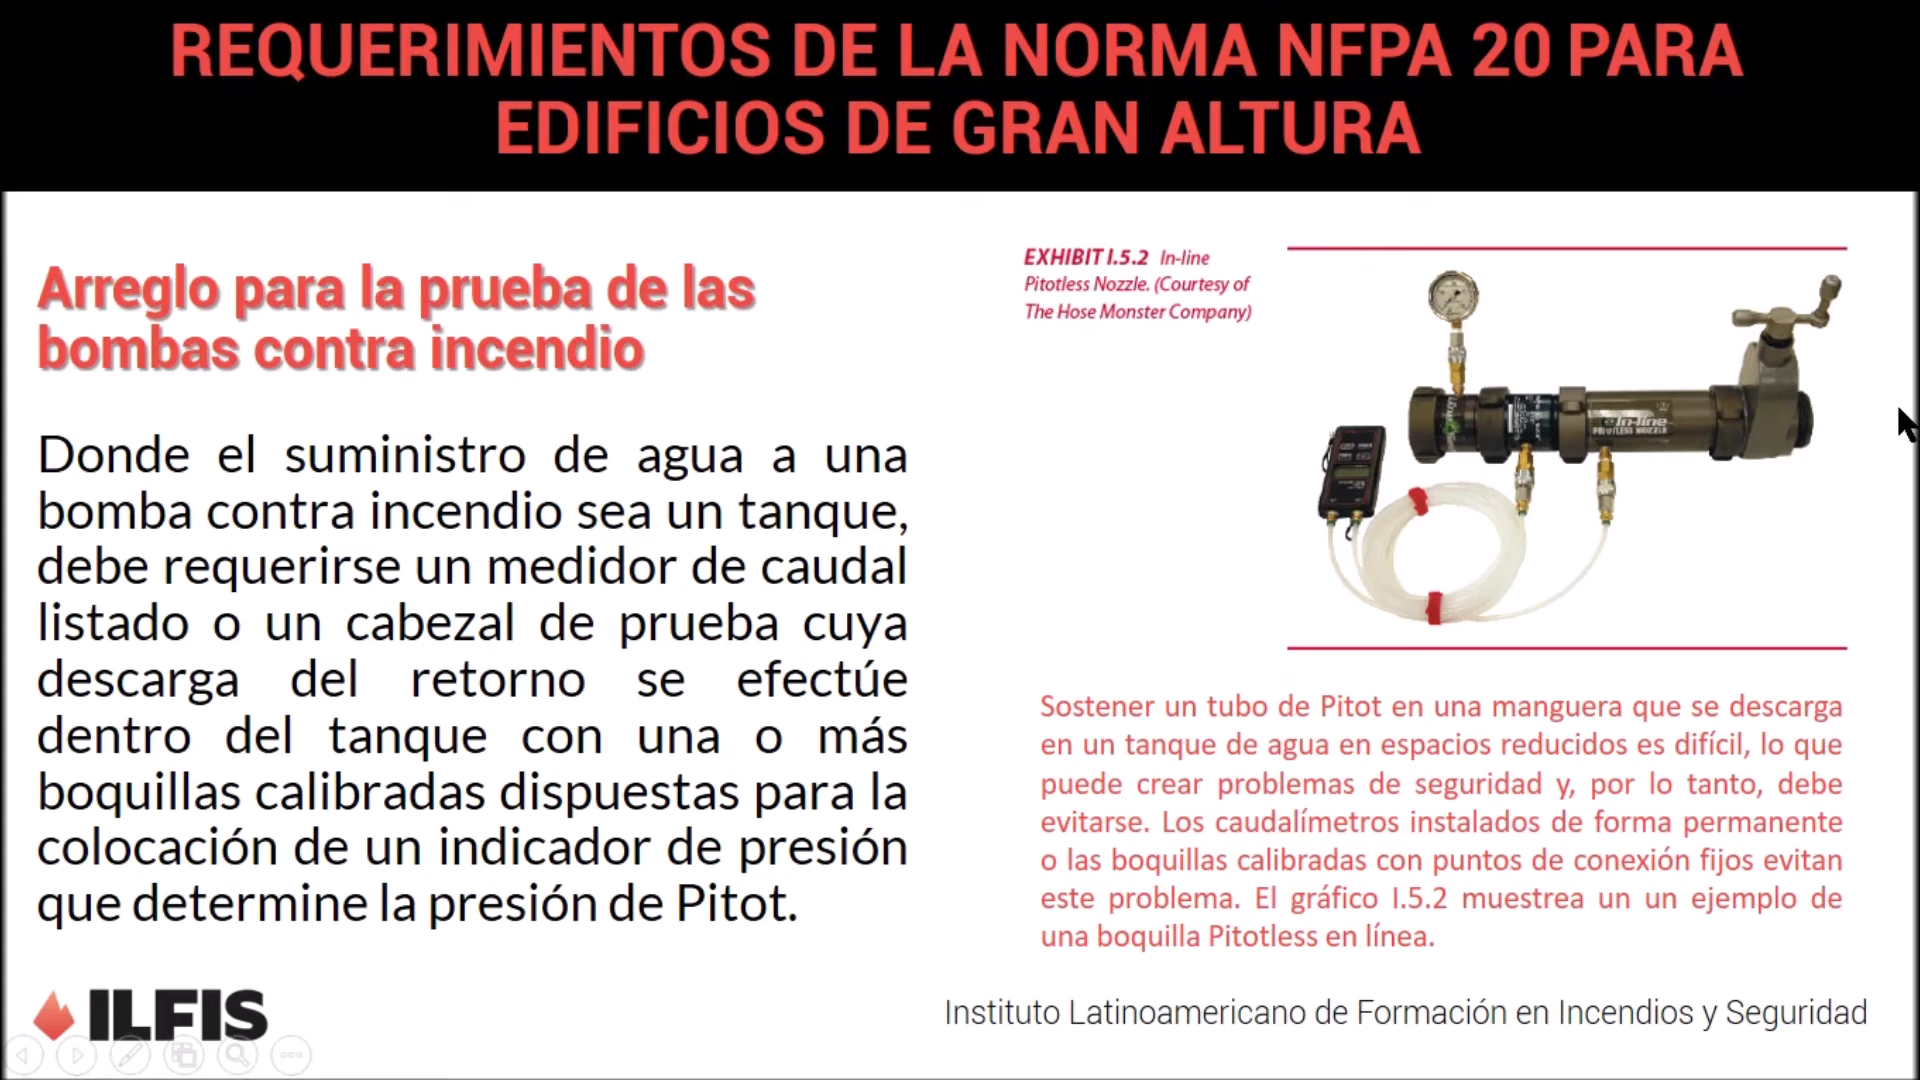 REQUERIMIENTOS DE LA NORMA NFPA 20 PARA
EDIFICIOS DE GRAN ALTURA
Arreglo para la prueba de las
bombas contra incendio
Donde el suministro de agua a una
bomba contra incendio sea un tanque,
debe requerirse un medidor de caudal
listado o un cabezal de prueba cuya
descarga del retorno se efectúe
dentro del tanque con una o más
boquillas calibradas dispuestas para la
colocación de un indicador de presión
que determine la presión de Pitot.
EXHIBIT I.5.2 In-line
Pitotless Nozzle. (Courtesy of
The Hose Monster Company)
In-line
PITOTLESS NOZZLE
Sostener un tubo de Pitot en una manguera que se descarga
en un tanque de agua en espacios reducidos es difícil, lo que
puede crear problemas de seguridad y, por lo tanto, debe
evitarse. Los caudalímetros instalados de forma permanente
o las boquillas calibradas con puntos de conexión fijos evitan
este problema. El gráfico I.5.2 muestrea un un ejemplo de
una boquilla Pitotless en línea.
ILFIS
Instituto Latinoamericano de Formación en Incendios y Seguridad